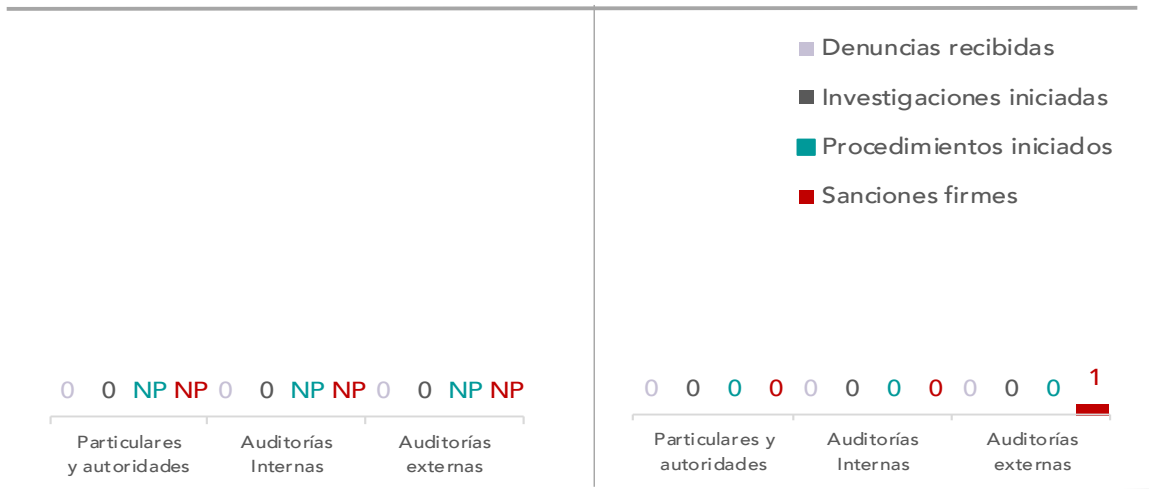 Denuncias recibidas
Investigaciones iniciadas
Procedimientos iniciados
Sanciones firmes
0 0 NP NP 0 0 NP NP 0 0 NP NP
Particulares
y autoridades
Auditorías
Internas
Auditorías
externas
0 0 0 0 0 0 0 0 0 0 0 1
Particulares y
autoridades
Auditorías
Internas
Auditorías
externas